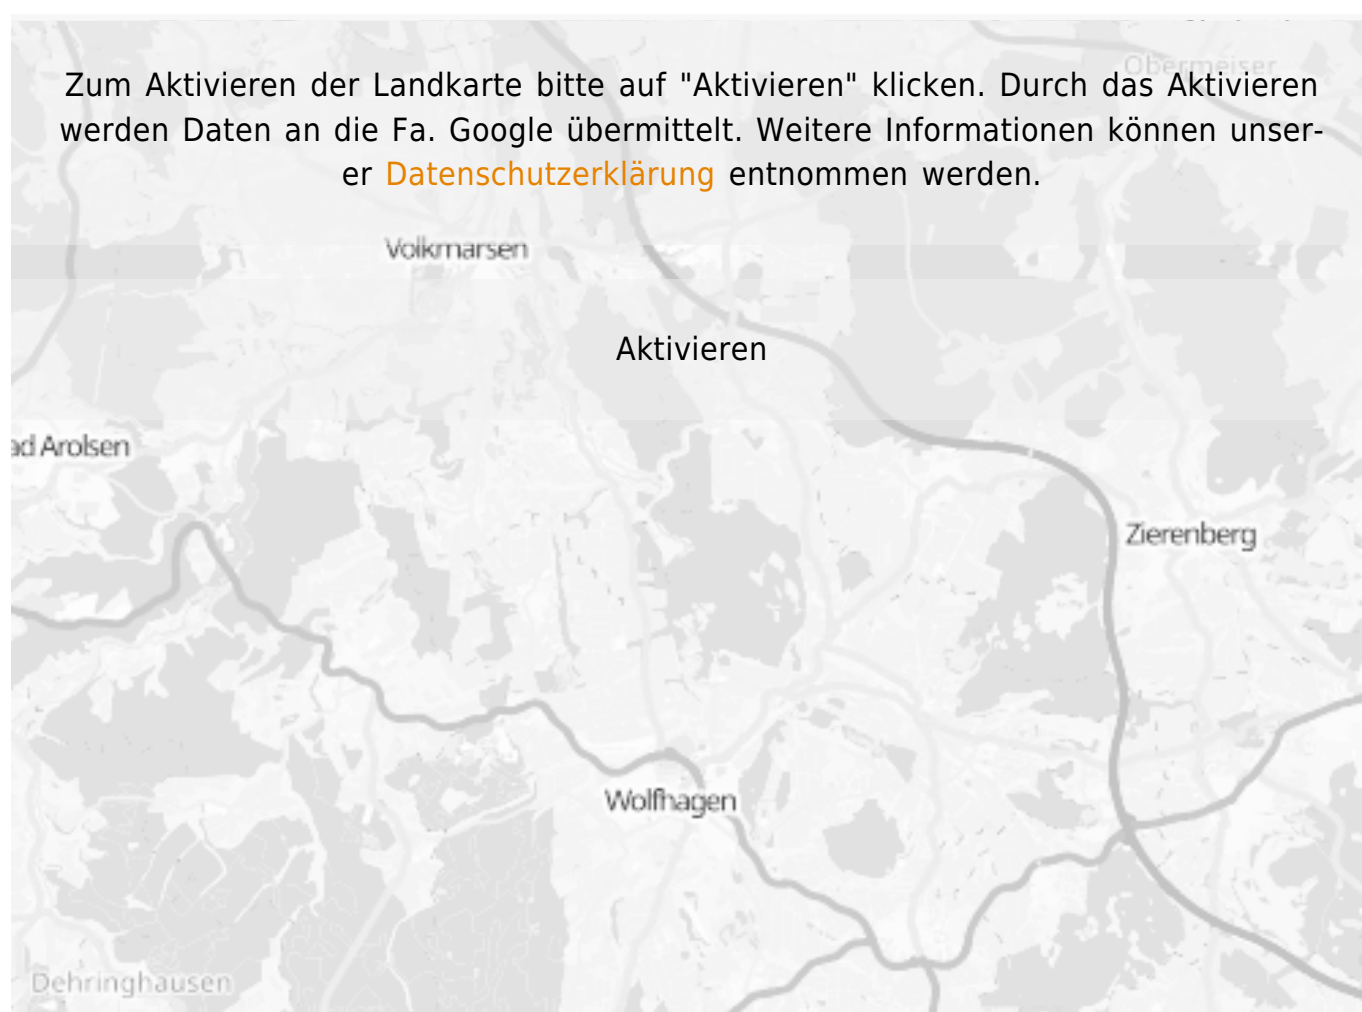 Obermeiser
Zum Aktivieren der Landkarte bitte auf "Aktivieren" klicken. Durch das Aktivieren
werden Daten an die Fa. Google übermittelt. Weitere Informationen können unser-
er Datenschutzerklärung entnommen werden.
Volkmarsen
Aktivieren
ad Arolsen
Zierenberg
Wolfhagen
Dehringhausen